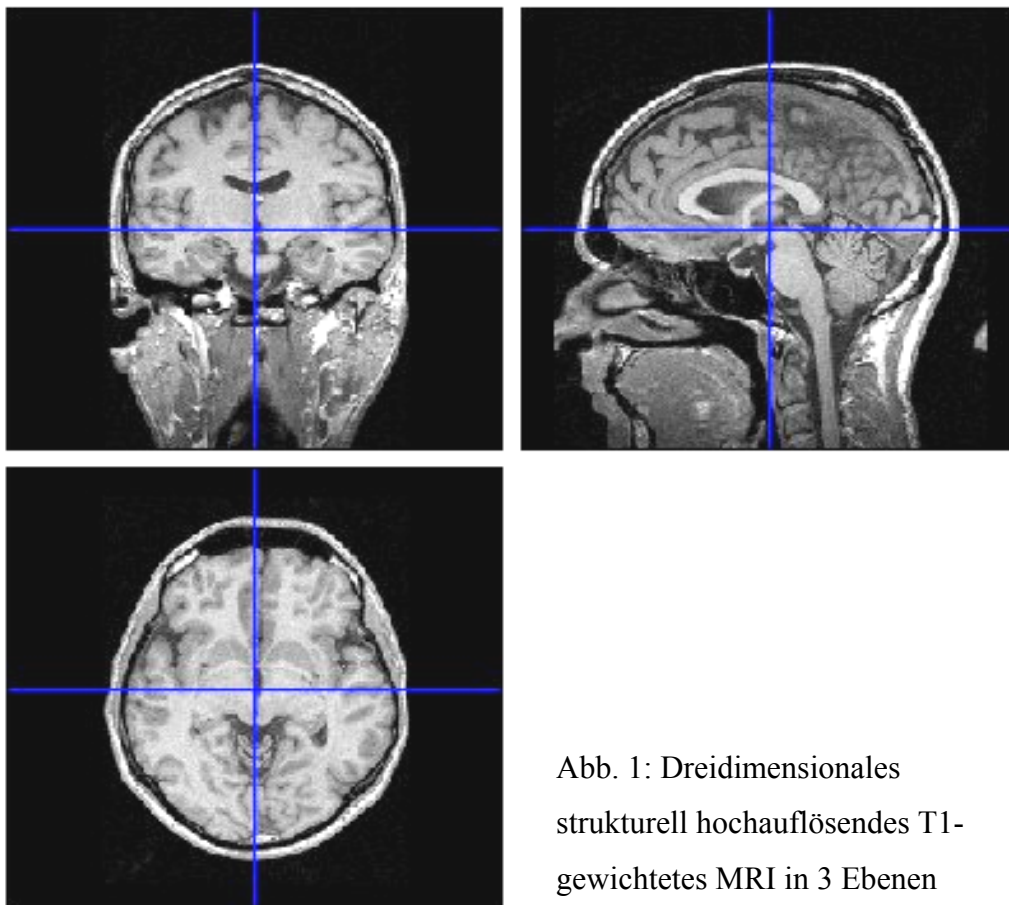 Abb. 1: Dreidimensionales
strukturell hochauflösendes T1-
gewichtetes MRI in 3 Ebenen